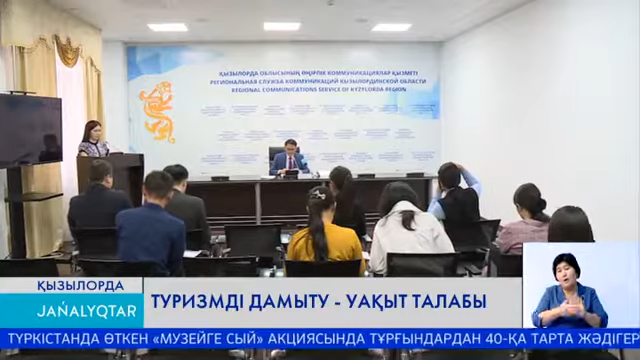 ҚЫЗЫЛОРДА ОБЛЫСЫНЫҢ ӨҢІРЛІК КОММУНИКАЦИЯЛАР ҚЫЗМЕТІ
РЕГИОНАЛЬНАЯ СЛУЖБА КОММУНИКАЦИЙ КЫЗЫЛОРДИНСКОЙ ОБЛАСТИ
REGIONAL COMMUNICATIONS SERVICE OF KYZYLORDA REGION
ҚЫЗЫЛОРДА
JAŃALYQTAR
ТУРИЗМДІ ДАМЫТУ - УАҚЫТ ТАЛАБЫ
ТҮРКІСТАНДА ӨТКЕН «МУЗЕЙГЕ СЫЙ» АКЦИЯСЫНДА ТҰРҒЫНДАРДАН 40-ҚА ТАРТА ЖӘДІГЕР